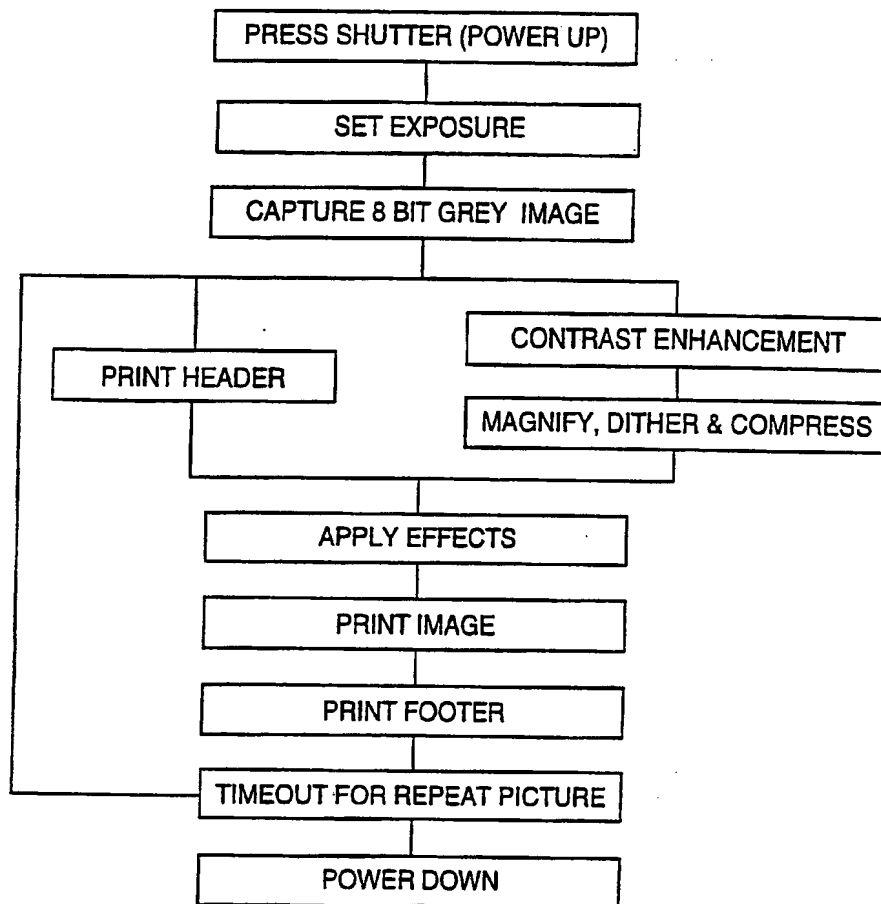 PRESS SHUTTER (POWER UP)
SET EXPOSURE
CAPTURE 8 BIT GREY IMAGE
PRINT HEADER
CONTRAST ENHANCEMENT
MAGNIFY, DITHER & COMPRESS
APPLY EFFECTS
PRINT IMAGE
PRINT FOOTER
TIMEOUT FOR REPEAT PICTURE
POWER DOWN